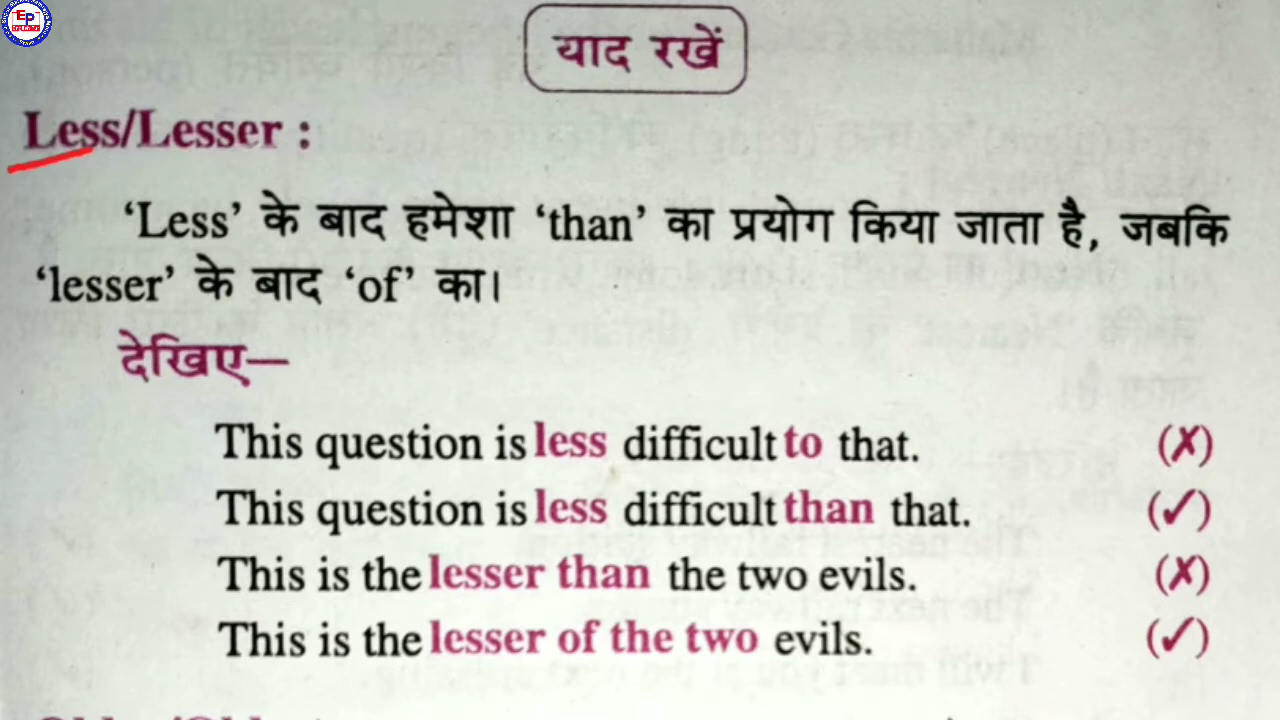 याद रखें
Less/Lesser :
‘Less’ के बाद हमेशा ‘than’ का प्रयोग किया जाता है, जबकि
‘lesser’ के बाद ‘of’ का।
देखिए—
This question is less difficult to that. (✗)
This question is less difficult than that. (✓)
This is the lesser than the two evils. (✗)
This is the lesser of the two evils. (✓)